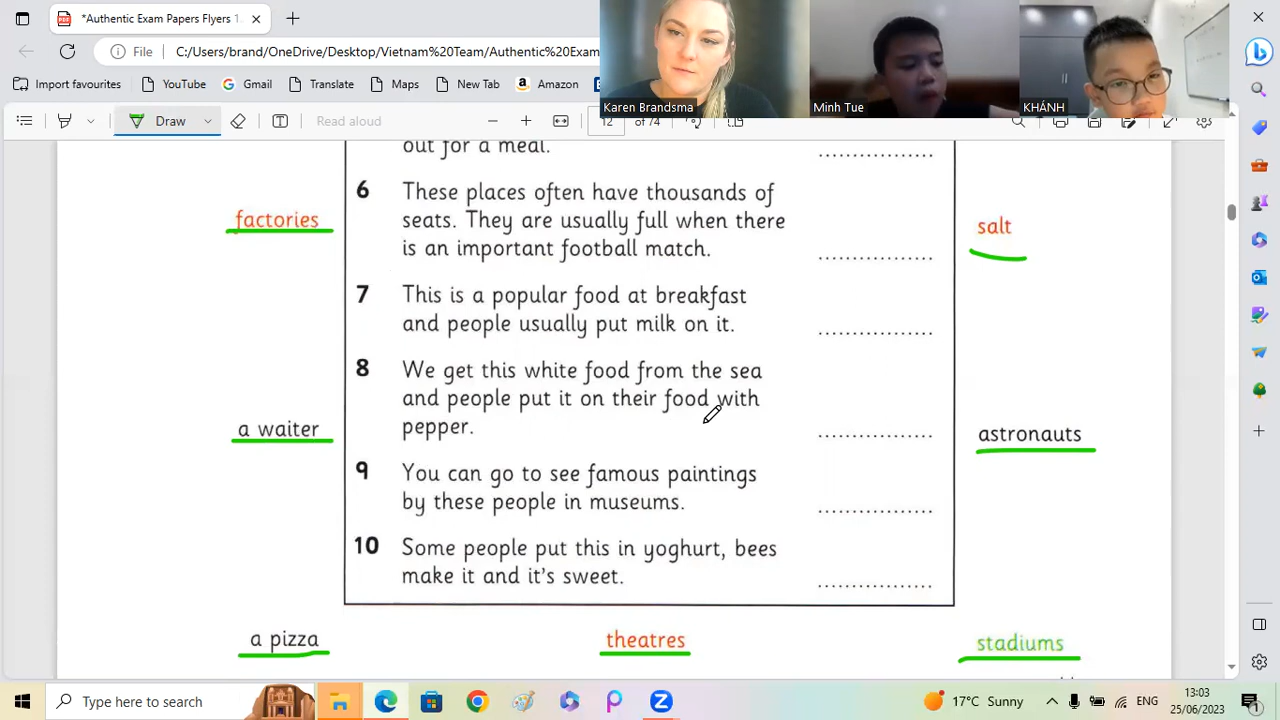 *Authentic Exam Papers Flyers 1
File
C:/Users/brand/OneDrive/Desktop/Vietnam%20Team/Authentic%20Exam
Import favourites
YouTube
Gmail
Translate
New Tab
Amazon
Karen Brandsma
Minh Tue
KHÁNH
Draw
Read aloud
12
of 74
out for a meal.
6 These places often have thousands of
seats. They are usually full when there
is an important football match.
7 This is a popular food at breakfast
and people usually put milk on it.
8 We get this white food from the sea
and people put it on their food with
pepper.
9 You can go to see famous paintings
by these people in museums.
10 Some people put this in yoghurt, bees
make it and it's sweet.
factories
salt
a waiter
astronauts
a pizza
theatres
stadiums
Type here to search
17°C Sunny
ENG
13:03
25/06/2023